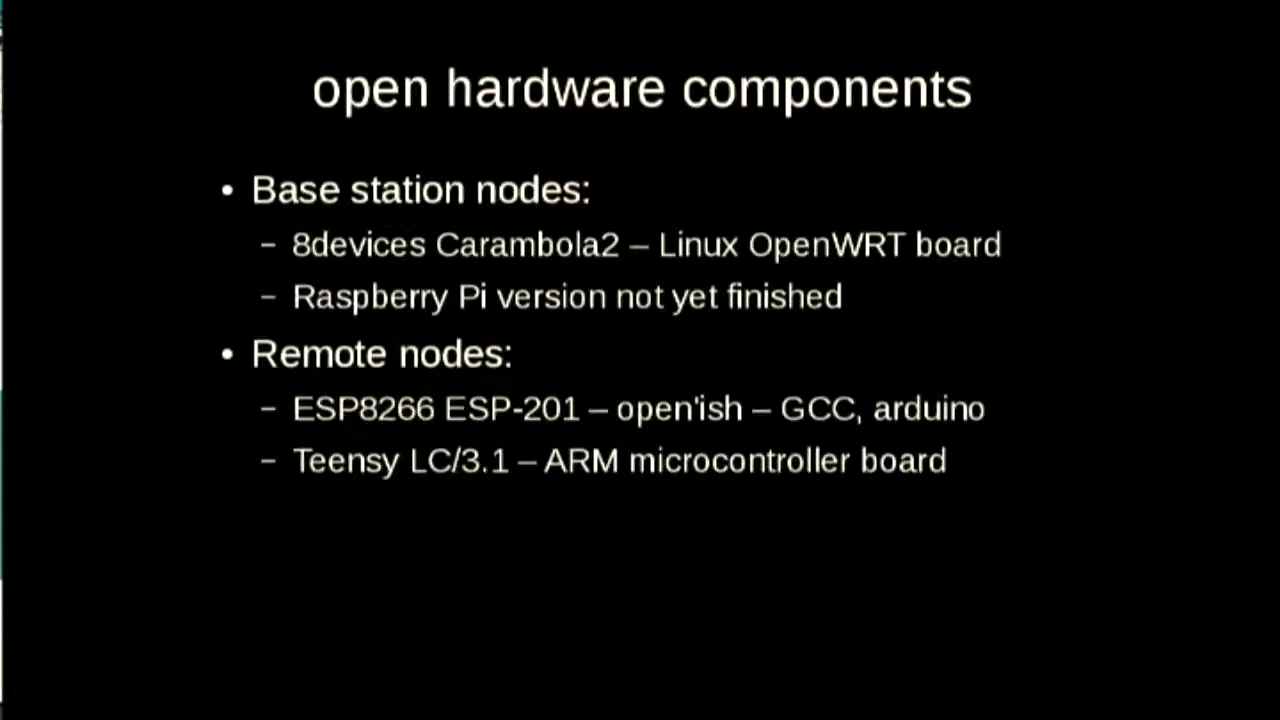 open hardware components
• Base station nodes:
– 8devices Carambola2 – Linux OpenWRT board
– Raspberry Pi version not yet finished
• Remote nodes:
– ESP8266 ESP-201 – open'ish – GCC, arduino
– Teensy LC/3.1 – ARM microcontroller board